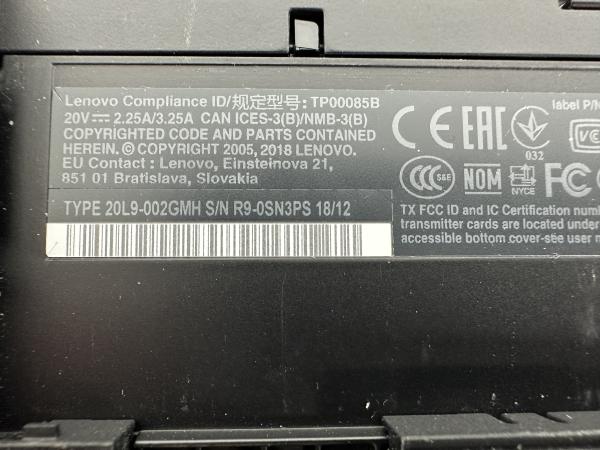 Lenovo Compliance ID/规定型号: TP00085B
20V⎓ 2.25A/3.25A CAN ICES-3(B)/NMB-3(B)
COPYRIGHTED CODE AND PARTS CONTAINED
HEREIN. © COPYRIGHT 2005, 2018 LENOVO.
EU Contact : Lenovo, Einsteinova 21,
851 01 Bratislava, Slovakia
TYPE 20L9-002GMH S/N R9-0SN3PS 18/12
label P/N
CE EAC
032
VC
CCC NOM NYCE FC
TX FCC ID and IC Certification
transmitter cards are located under
accessible bottom cover-see user